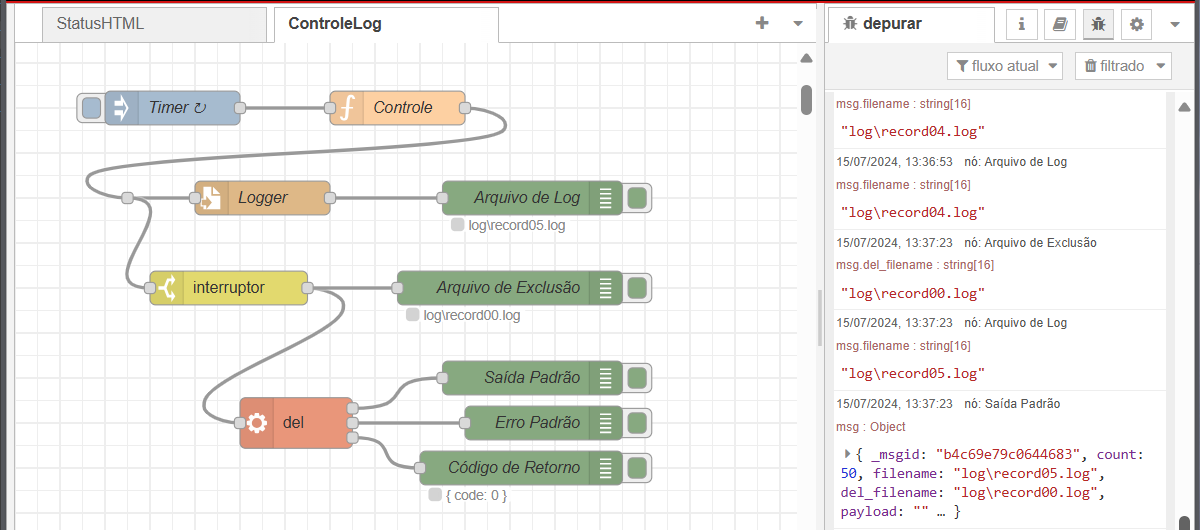 StatusHTML
ControleLog
Timer ↻
Controle
Logger
Arquivo de Log
log\record05.log
interruptor
Arquivo de Exclusão
log\record00.log
Saída Padrão
del
Erro Padrão
Código de Retorno
{ code: 0 }
depurar
fluxo atual
filtrado
msg.filename : string[16]
"log\record04.log"
15/07/2024, 13:36:53 nó: Arquivo de Log
msg.filename : string[16]
"log\record04.log"
15/07/2024, 13:37:23 nó: Arquivo de Exclusão
msg.del_filename : string[16]
"log\record00.log"
15/07/2024, 13:37:23 nó: Arquivo de Log
msg.filename : string[16]
"log\record05.log"
15/07/2024, 13:37:23 nó: Saída Padrão
msg : Object
{ _msgid: "b4c69e79c0644683", count:
50, filename: "log\record05.log",
del_filename: "log\record00.log",
payload: "" … }